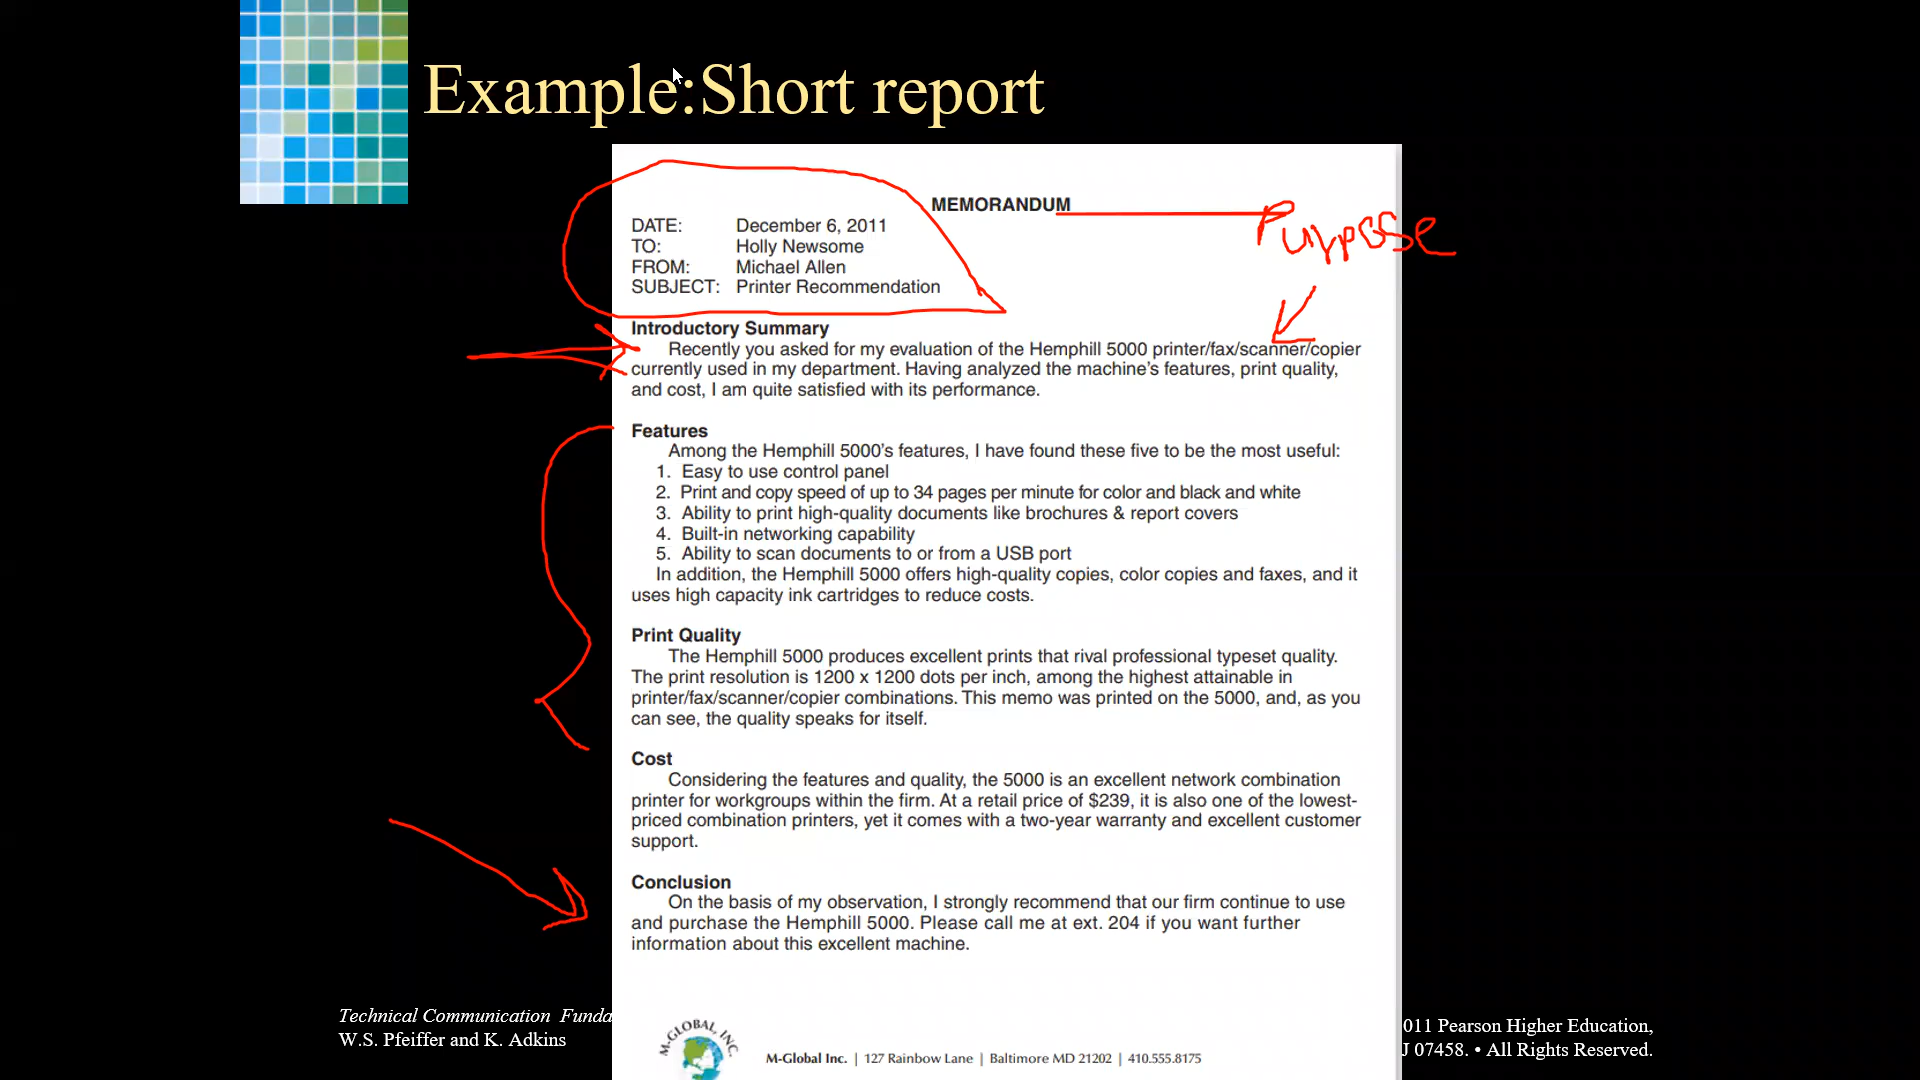 Example:Short report
MEMORANDUM
Purpose
DATE: December 6, 2011
TO: Holly Newsome
FROM: Michael Allen
SUBJECT: Printer Recommendation
Introductory Summary
Recently you asked for my evaluation of the Hemphill 5000 printer/fax/scanner/copier
currently used in my department. Having analyzed the machine's features, print quality,
and cost, I am quite satisfied with its performance.
Features
Among the Hemphill 5000's features, I have found these five to be the most useful:
1. Easy to use control panel
2. Print and copy speed of up to 34 pages per minute for color and black and white
3. Ability to print high-quality documents like brochures & report covers
4. Built-in networking capability
5. Ability to scan documents to or from a USB port
In addition, the Hemphill 5000 offers high-quality copies, color copies and faxes, and it
uses high capacity ink cartridges to reduce costs.
Print Quality
The Hemphill 5000 produces excellent prints that rival professional typeset quality.
The print resolution is 1200 x 1200 dots per inch, among the highest attainable in
printer/fax/scanner/copier combinations. This memo was printed on the 5000, and, as you
can see, the quality speaks for itself.
Cost
Considering the features and quality, the 5000 is an excellent network combination
printer for workgroups within the firm. At a retail price of $239, it is also one of the lowest-
priced combination printers, yet it comes with a two-year warranty and excellent customer
support.
Conclusion
On the basis of my observation, I strongly recommend that our firm continue to use
and purchase the Hemphill 5000. Please call me at ext. 204 if you want further
information about this excellent machine.
M-GLOBAL, INC.
M-Global Inc. | 127 Rainbow Lane | Baltimore MD 21202 | 410.555.8175
Technical Communication Funda
W.S. Pfeiffer and K. Adkins
011 Pearson Higher Education,
J 07458. • All Rights Reserved.